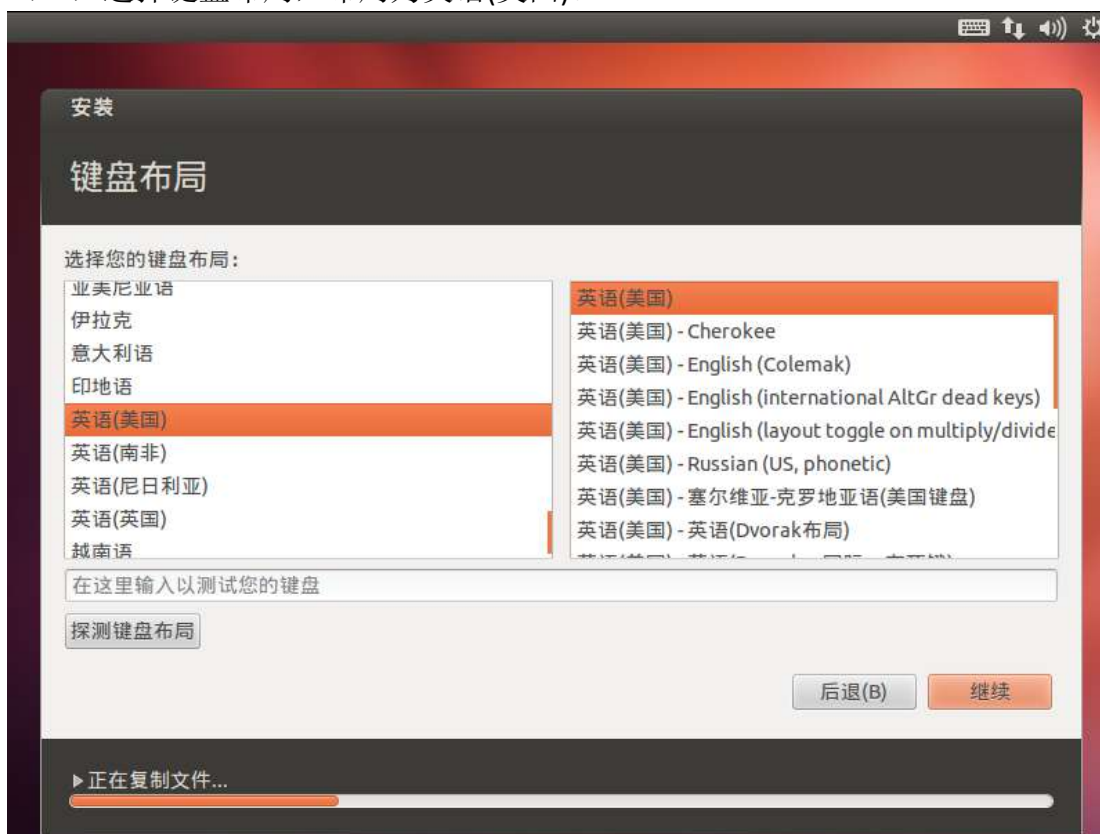 安装
键盘布局
选择您的键盘布局:
亚美尼亚语
伊拉克
意大利语
印地语
英语(美国)
英语(南非)
英语(尼日利亚)
英语(英国)
越南语
英语(美国)
英语(美国) - Cherokee
英语(美国) - English (Colemak)
英语(美国) - English (international AltGr dead keys)
英语(美国) - English (layout toggle on multiply/divide
英语(美国) - Russian (US, phonetic)
英语(美国) - 塞尔维亚-克罗地亚语(美国键盘)
英语(美国) - 英语(Dvorak布局)
在这里输入以测试您的键盘
探测键盘布局
后退(B)
继续
正在复制文件...